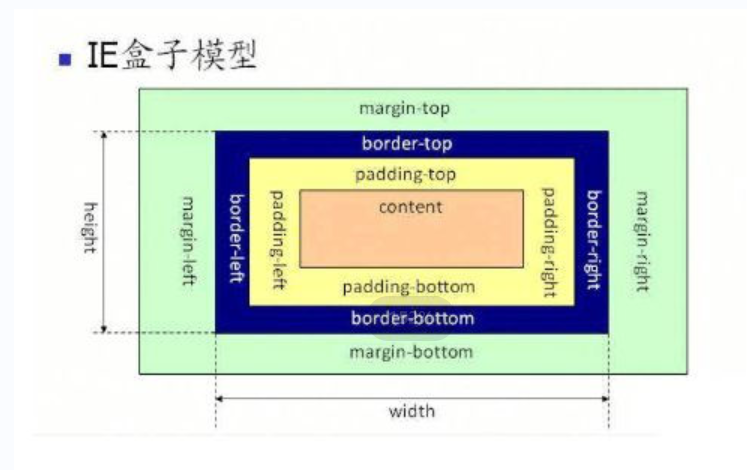 IE盒子模型
margin-top
border-top
padding-top
content
height
margin-left
border-left
padding-left
padding-right
border-right
margin-right
padding-bottom
border-bottom
margin-bottom
width